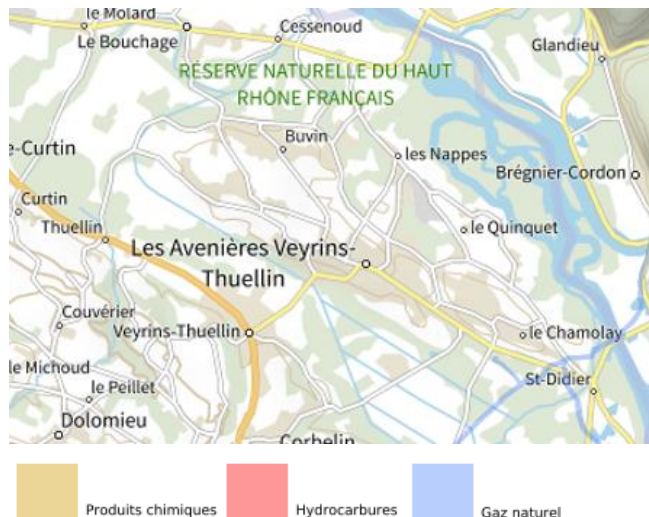 le Molard
Cessenoud
Le Bouchage
Glandieu
RÉSERVE NATURELLE DU HAUT
RHÔNE FRANÇAIS
Buvin
e-Curtin
les Nappes
Brégnier-Cordon
Curtin
Thuellin
le Quinquet
Les Avenières Veyrins-
Thuellin
Couvérier
Veyrins-Thuellin
le Chamolay
le Michoud
le Peillet
St-Didier
Dolomieu
Corbelin
Produits chimiques
Hydrocarbures
Gaz naturel